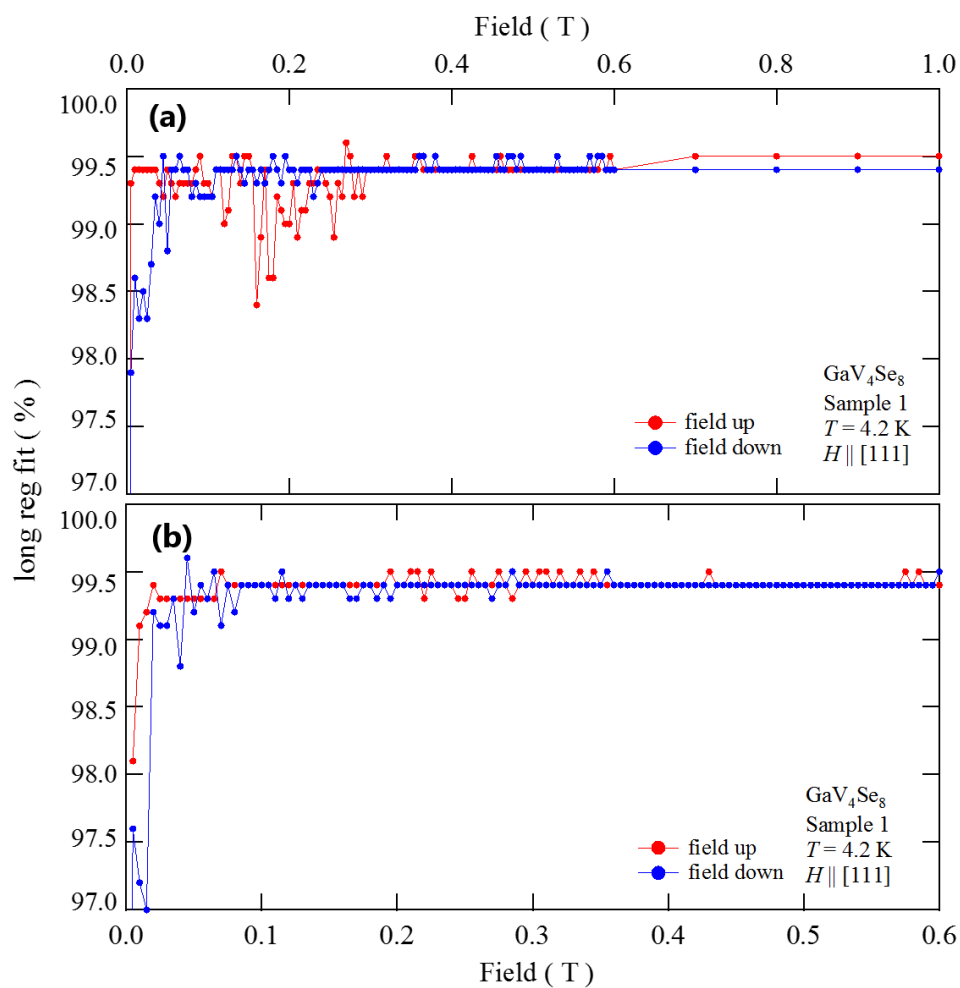 Field ( T )
0.0 0.2 0.4 0.6 0.8 1.0
(a)
100.0
99.5
99.0
98.5
98.0
97.5
97.0
GaV₄Se₈
Sample 1
T = 4.2 K
H || [111]
field up
field down
long reg fit ( % )
(b)
100.0
99.5
99.0
98.5
98.0
97.5
97.0
GaV₄Se₈
Sample 1
T = 4.2 K
H || [111]
field up
field down
0.0 0.1 0.2 0.3 0.4 0.5 0.6
Field ( T )